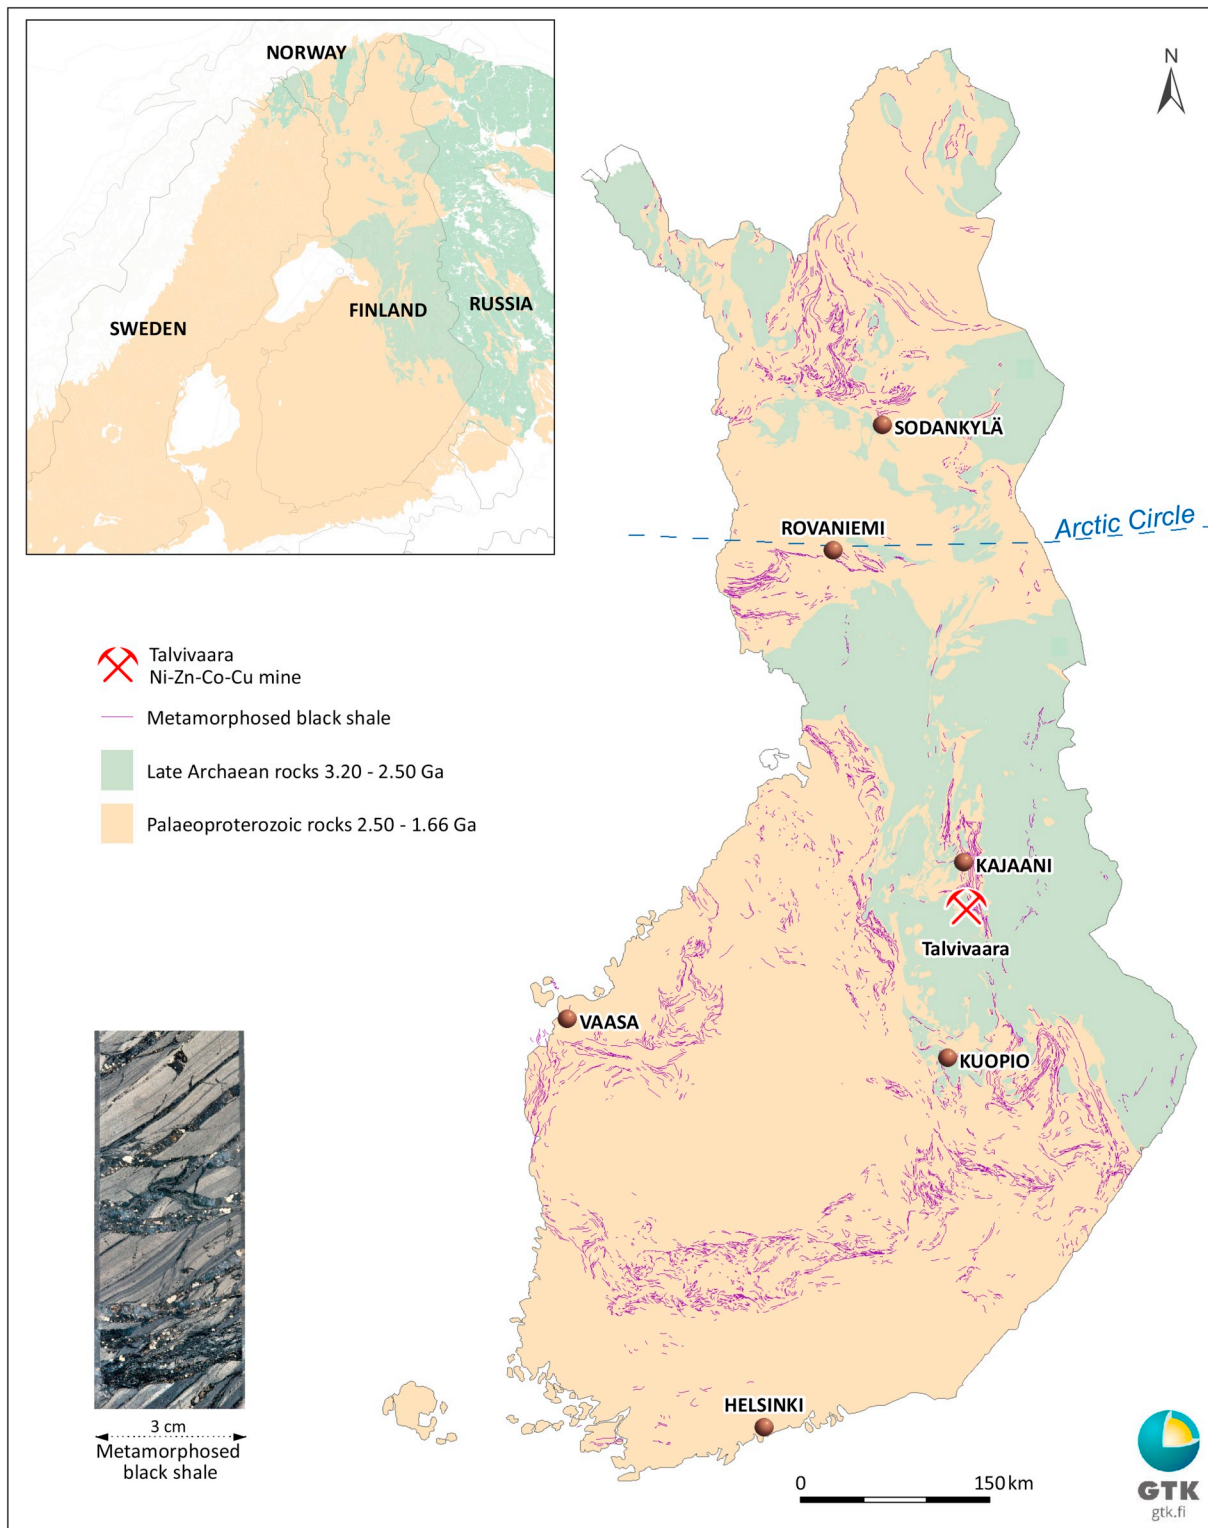 NORWAY
SWEDEN
FINLAND
RUSSIA
N
SODANKYLÄ
ROVANIEMI
Arctic Circle
Talvivaara
Ni-Zn-Co-Cu mine
Metamorphosed black shale
Late Archaean rocks 3.20 - 2.50 Ga
Palaeoproterozoic rocks 2.50 - 1.66 Ga
KAJAANI
Talvivaara
VAASA
KUOPIO
HELSINKI
3 cm
Metamorphosed
black shale
0 150 km
GTK
gtk.fi